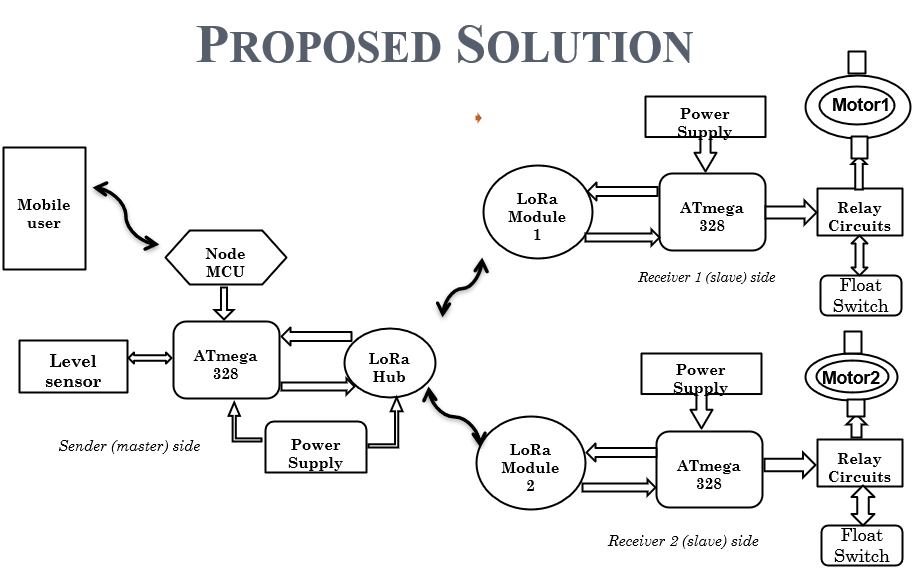 PROPOSED SOLUTION
Mobile
user
Node
MCU
Level
sensor
ATmega
328
LoRa
Hub
Power
Supply
Sender (master) side
Power
Supply
LoRa
Module
1
ATmega
328
Relay
Circuits
Motor1
Float
Switch
Receiver 1 (slave) side
Power
Supply
LoRa
Module
2
ATmega
328
Relay
Circuits
Motor2
Float
Switch
Receiver 2 (slave) side